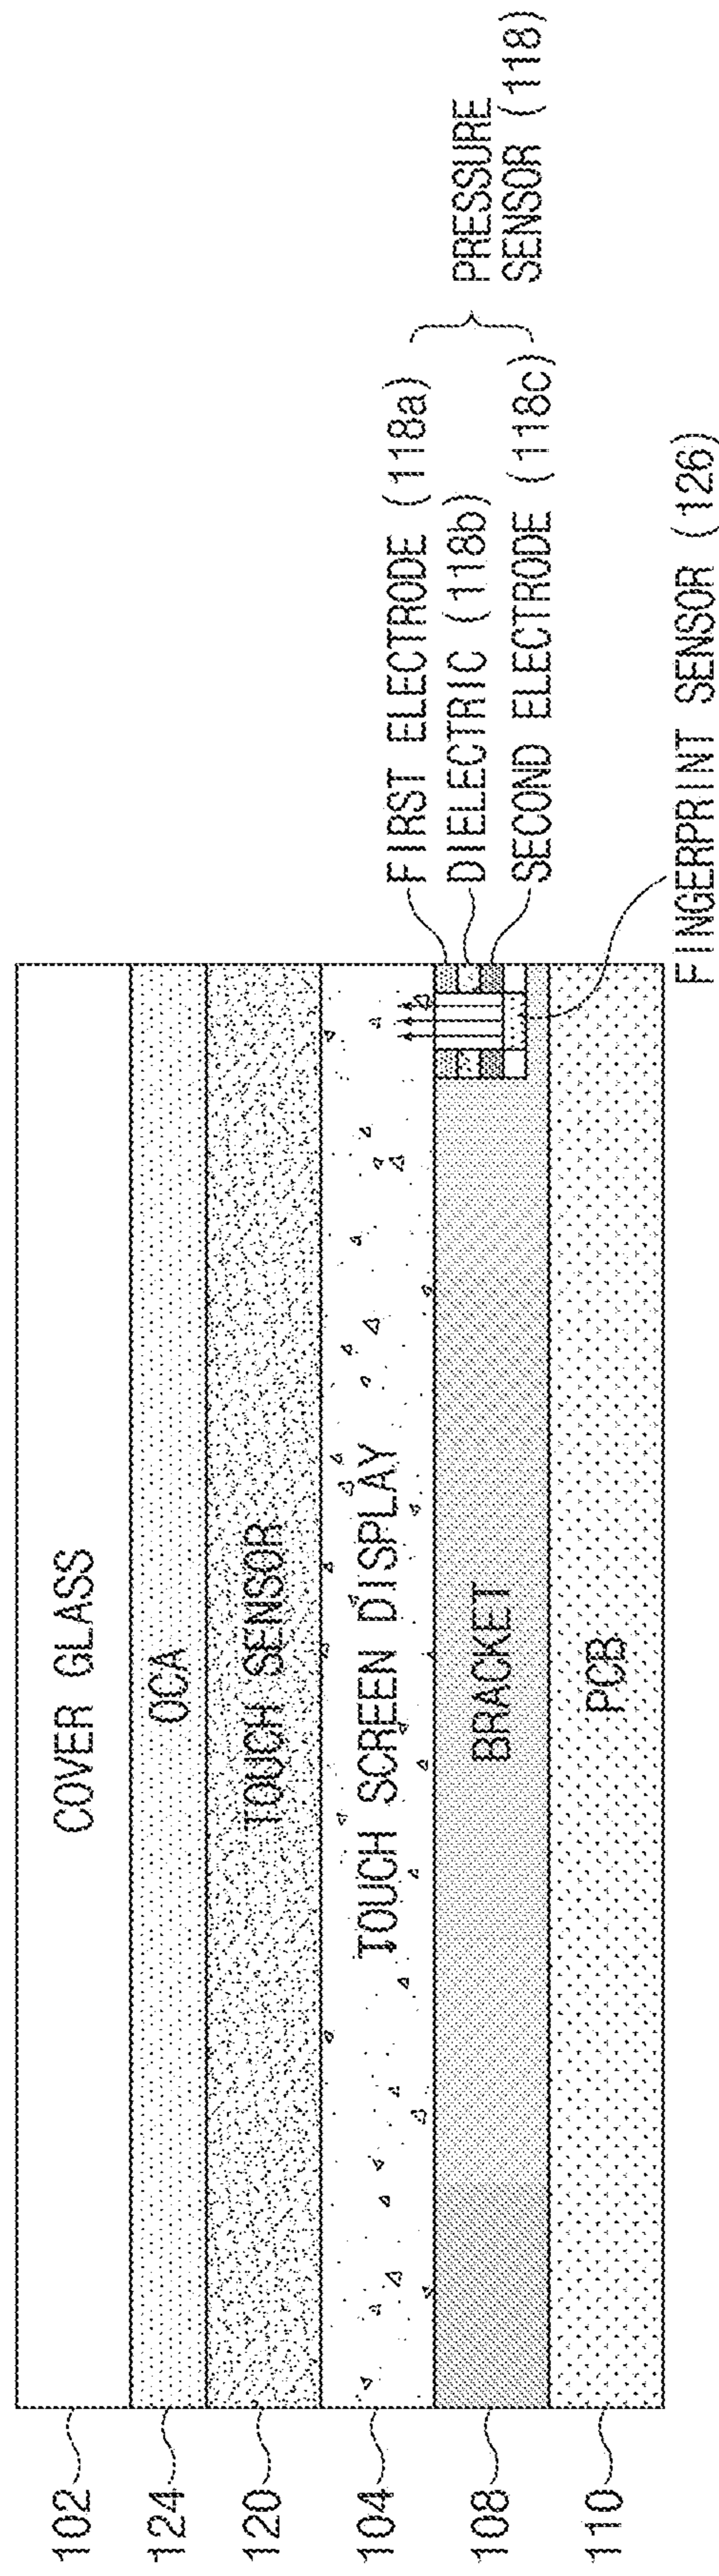 102
COVER GLASS
124
OCA
120
TOUCH SENSOR
104
TOUCH SCREEN DISPLAY
108
BRACKET
110
PCB
FIRST ELECTRODE (118a)
DIELECTRIC (118b)
SECOND ELECTRODE (118c)
PRESSURE
SENSOR (118)
FINGERPRINT SENSOR (126)